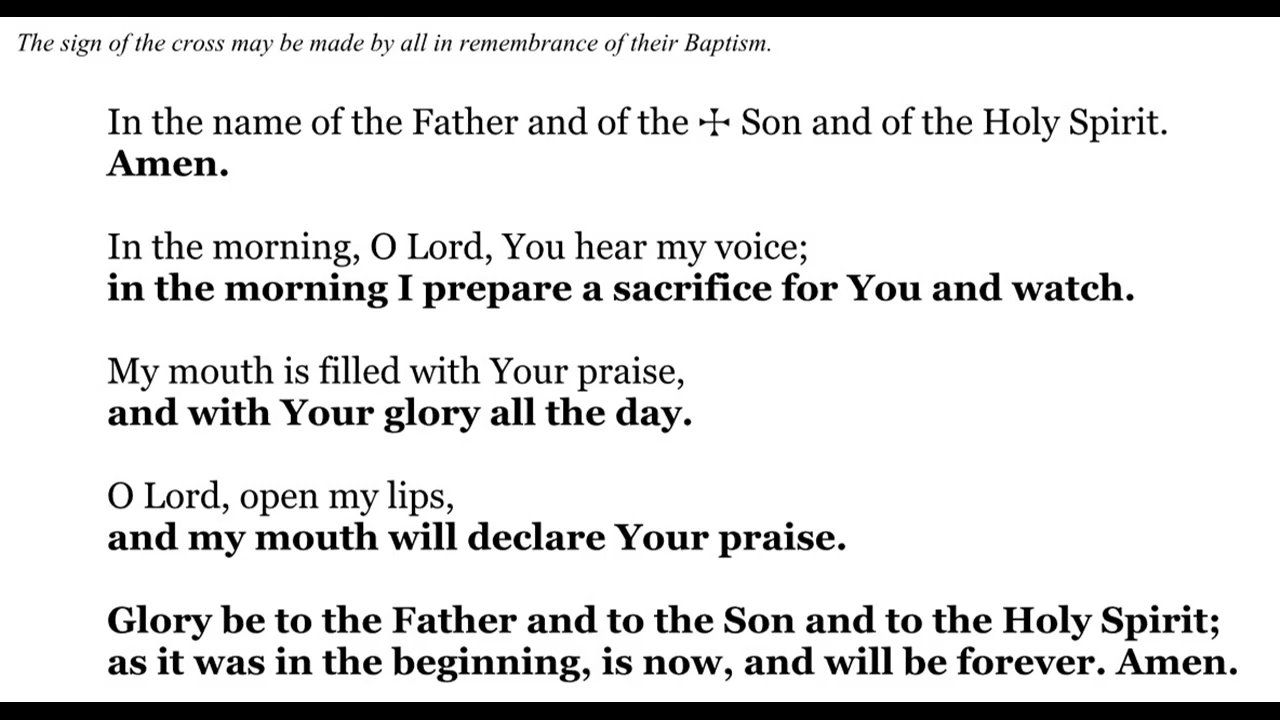 The sign of the cross may be made by all in remembrance of their Baptism.
In the name of the Father and of the ☩ Son and of the Holy Spirit.
Amen.
In the morning, O Lord, You hear my voice;
in the morning I prepare a sacrifice for You and watch.
My mouth is filled with Your praise,
and with Your glory all the day.
O Lord, open my lips,
and my mouth will declare Your praise.
Glory be to the Father and to the Son and to the Holy Spirit;
as it was in the beginning, is now, and will be forever. Amen.